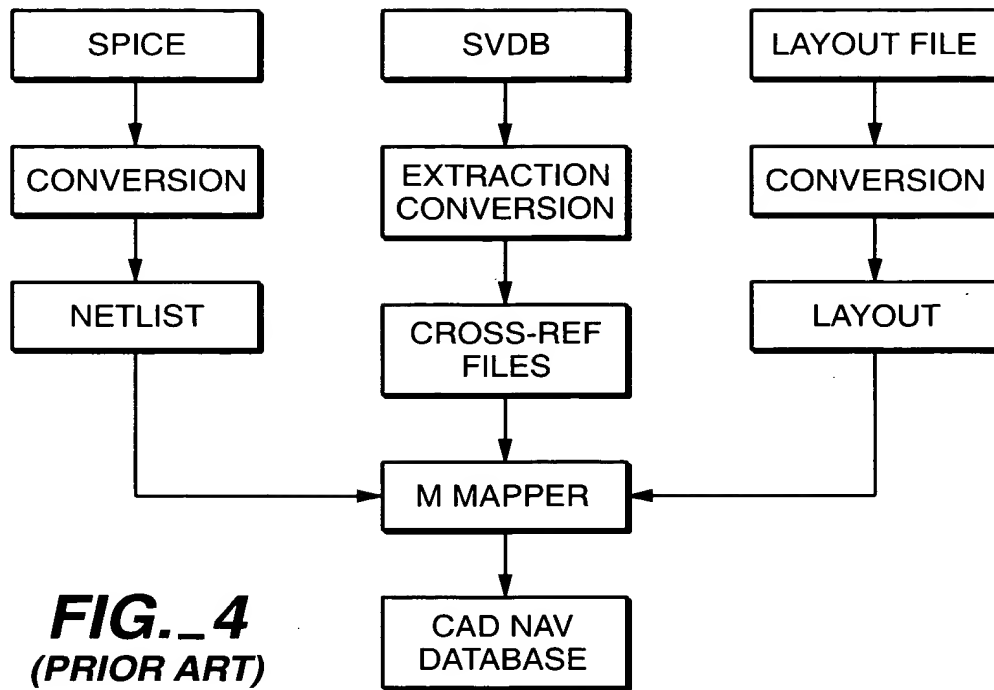 SPICE
SVDB
LAYOUT FILE
CONVERSION
EXTRACTION
CONVERSION
CONVERSION
NETLIST
CROSS-REF
FILES
LAYOUT
M MAPPER
CAD NAV
DATABASE
FIG._4
(PRIOR ART)